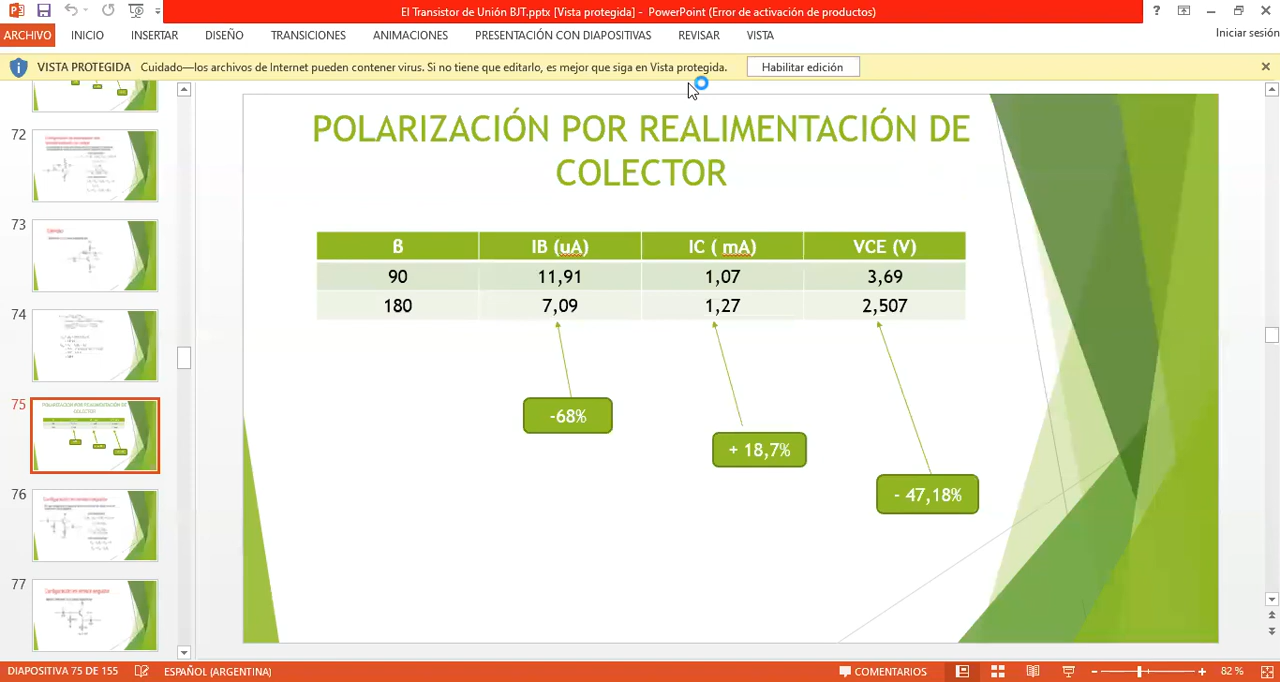 El Transistor de Unión BJT.pptx [Vista protegida] - PowerPoint (Error de activación de productos)
ARCHIVO INICIO INSERTAR DISEÑO TRANSICIONES ANIMACIONES PRESENTACIÓN CON DIAPOSITIVAS REVISAR VISTA Iniciar sesión
VISTA PROTEGIDA Cuidado—los archivos de Internet pueden contener virus. Si no tiene que editarlo, es mejor que siga en Vista protegida. Habilitar edición
72
73
74
75
76
77
POLARIZACIÓN POR REALIMENTACIÓN DE
COLECTOR
B IB (uA) IC ( mA) VCE (V)
90 11,91 1,07 3,69
180 7,09 1,27 2,507
-68%
+ 18,7%
- 47,18%
DIAPOSITIVA 75 DE 155 ESPAÑOL (ARGENTINA) COMENTARIOS 82 %